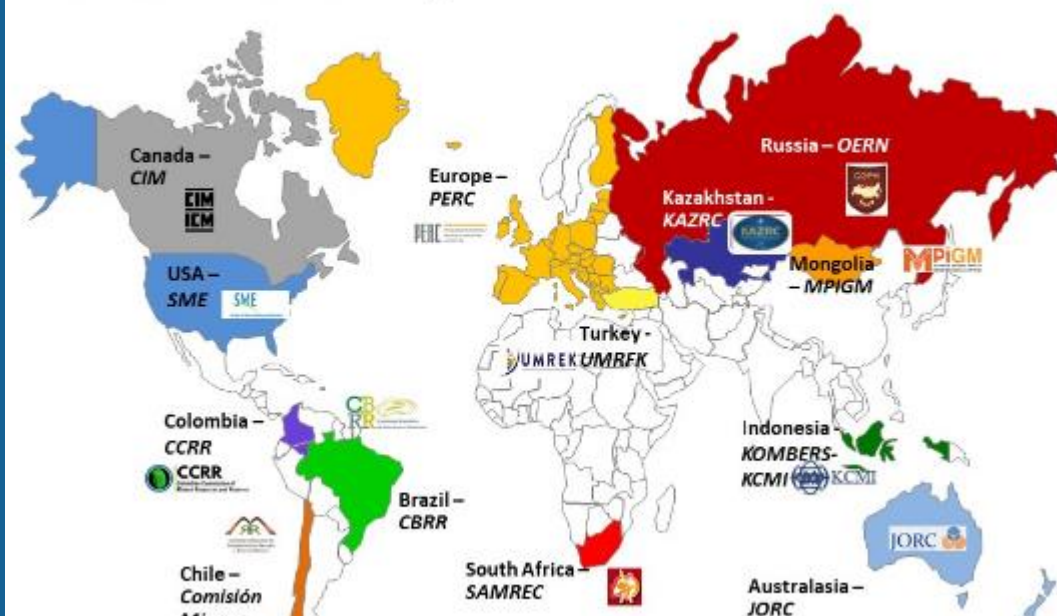 Canada –
CIM
CIM
ICM
USA –
SME
SME
Europe –
PERC
PERC
Russia – OERN
Kazakhstan -
KAZRC
KAZRC
Mongolia
– MPIGM
MPIGM
Turkey -
UMREK
UMREK
Colombia –
CCRR
CCRR
CB
RR
Brazil –
CBRR
Indonesia -
KOMBERS-
KCMI
KCMI
Chile –
Comisión
South Africa –
SAMREC
JORC
Australasia –
JORC